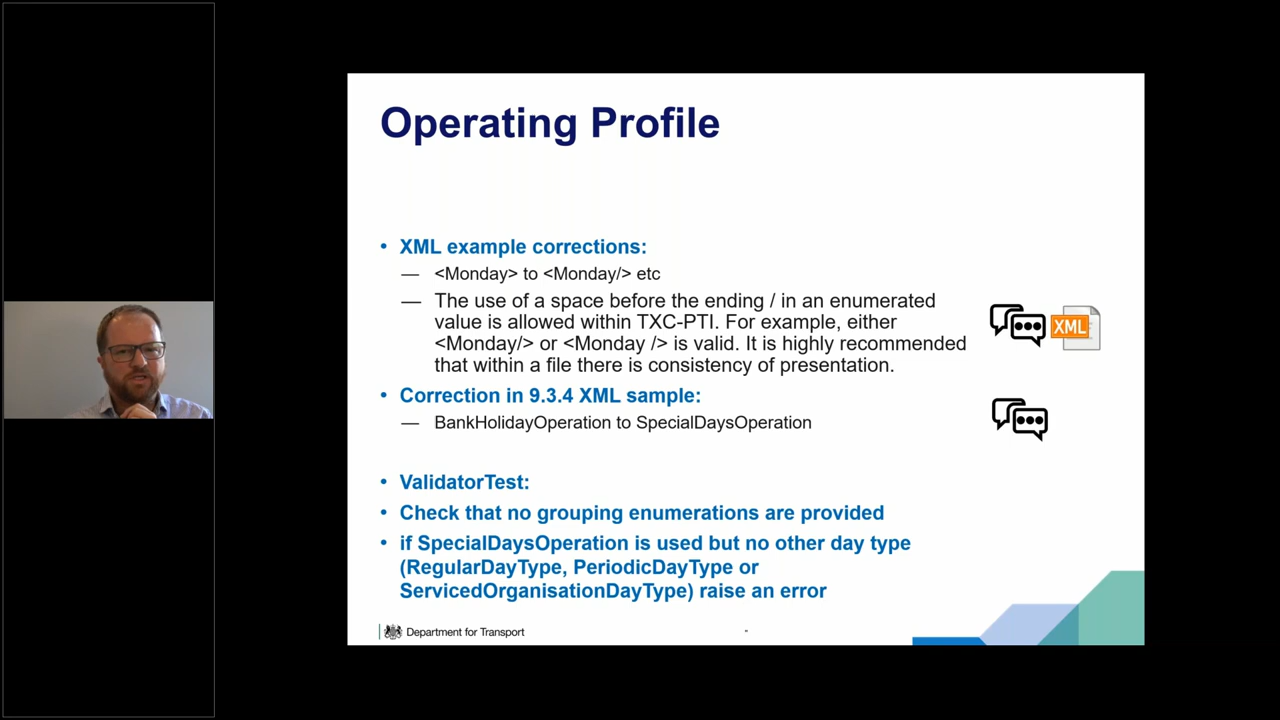 Operating Profile
• XML example corrections:
— <Monday> to <Monday/> etc
— The use of a space before the ending / in an enumerated
value is allowed within TXC-PTI. For example, either
<Monday/> or <Monday /> is valid. It is highly recommended
that within a file there is consistency of presentation.
XML
• Correction in 9.3.4 XML sample:
— BankHolidayOperation to SpecialDaysOperation
• ValidatorTest:
• Check that no grouping enumerations are provided
• if SpecialDaysOperation is used but no other day type
(RegularDayType, PeriodicDayType or
ServicedOrganisationDayType) raise an error
Department for Transport